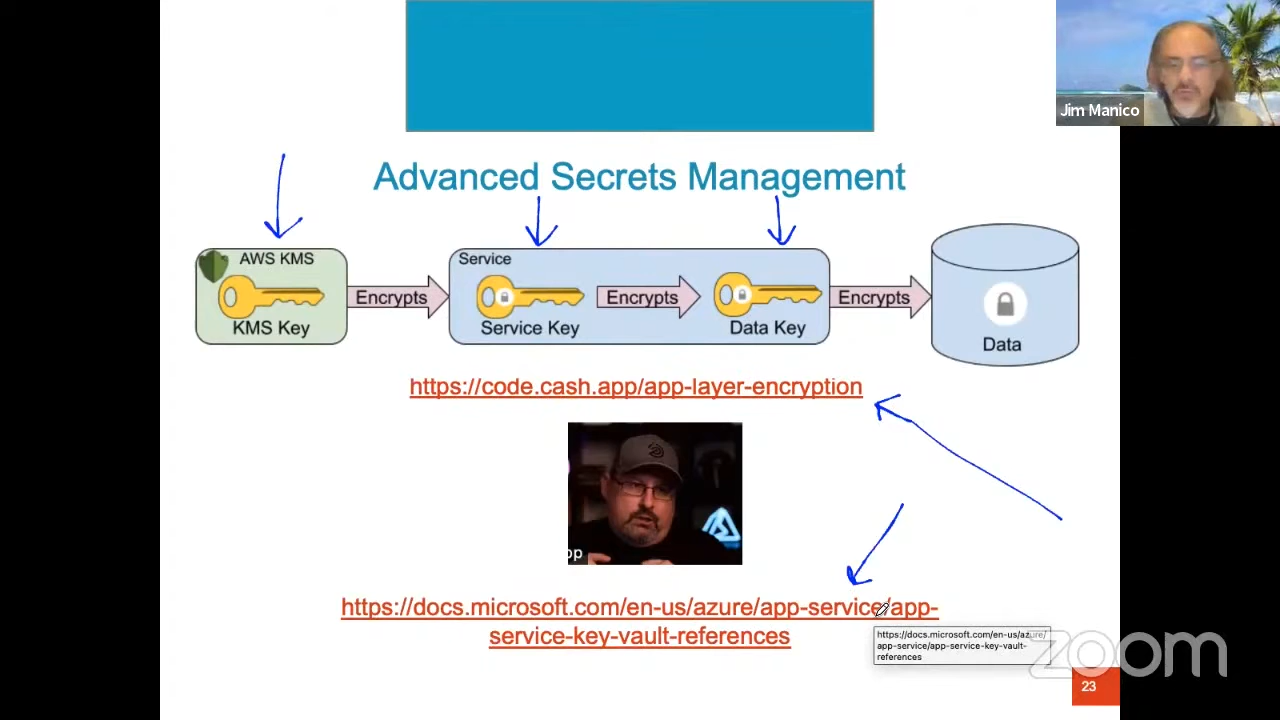 Jim Manico
Advanced Secrets Management
AWS KMS
KMS Key
Encrypts
Service
Service Key
Encrypts
Data Key
Encrypts
Data
https://code.cash.app/app-layer-encryption
op
https://docs.microsoft.com/en-us/azure/app-service/app-
service-key-vault-references
https://docs.microsoft.com/en-us/azure/
app-service/app-service-key-vault-
references
zoom
23